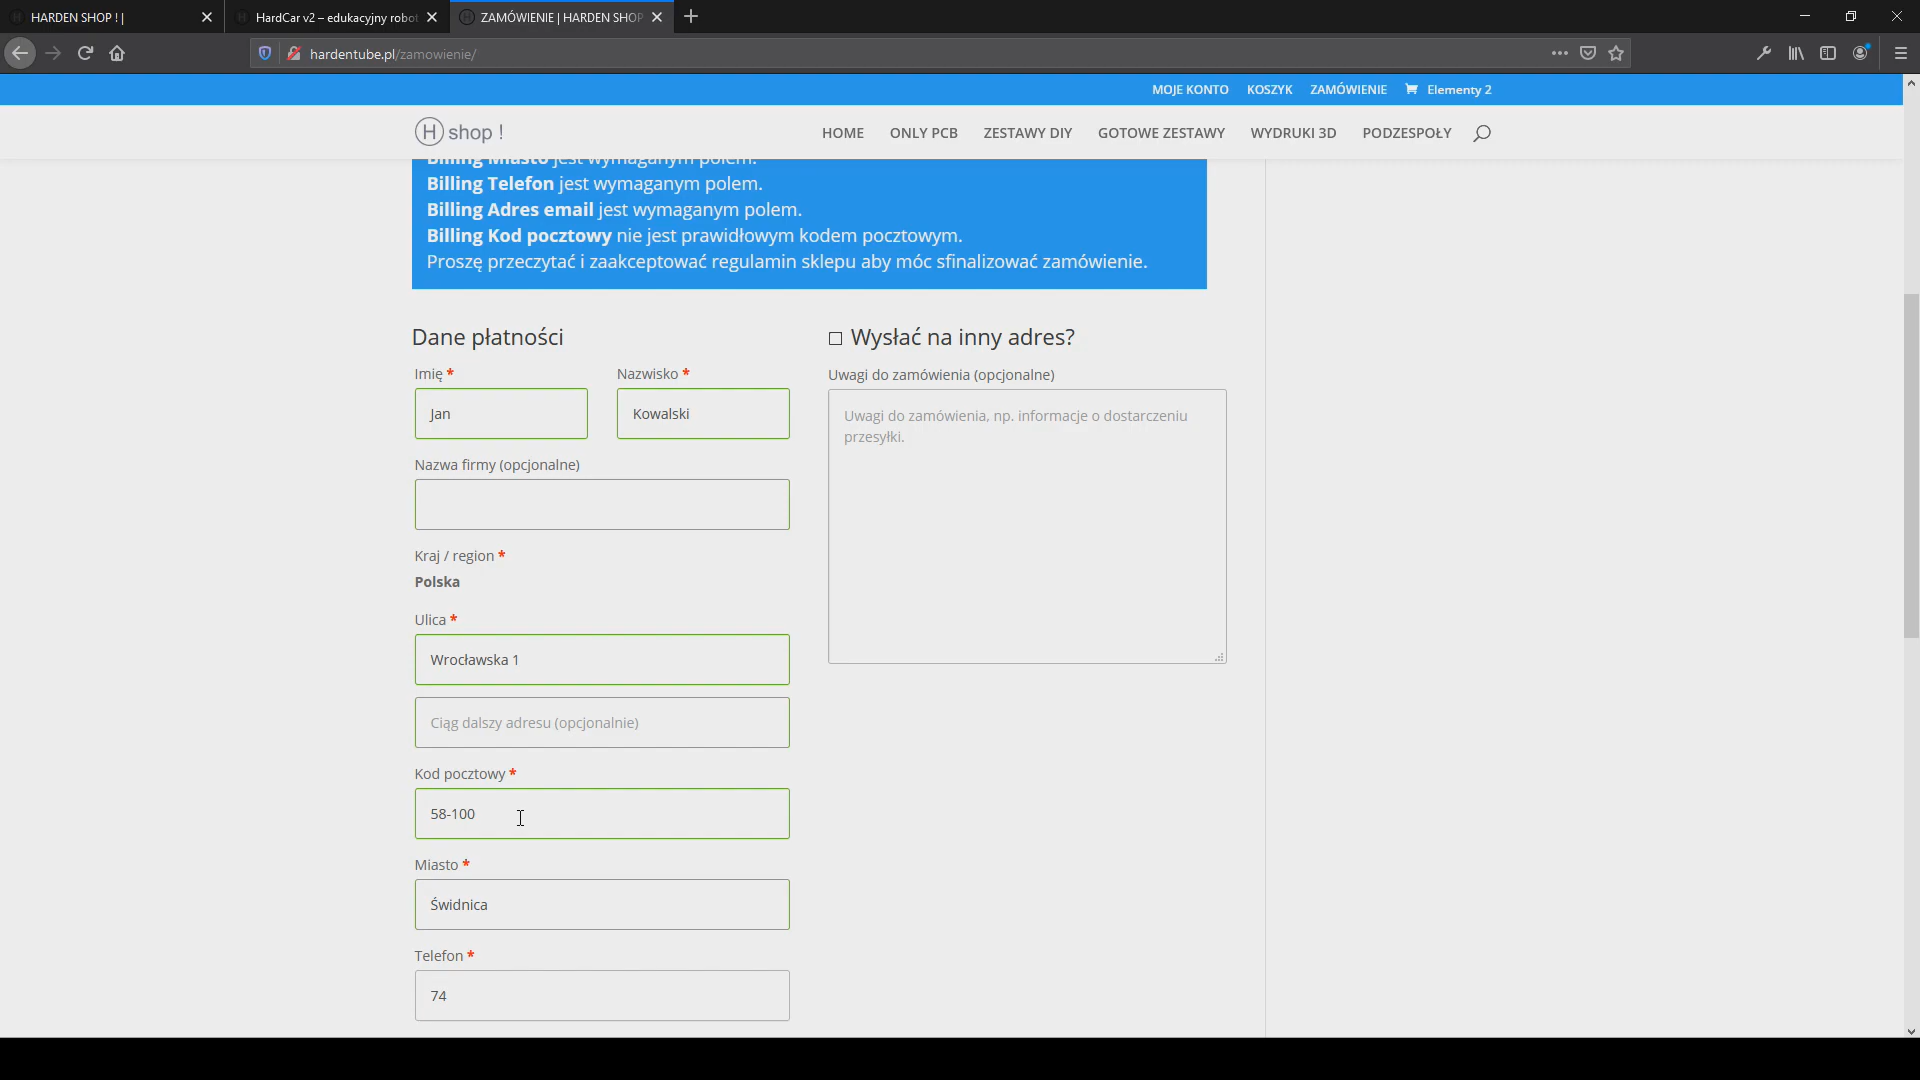 HARDEN SHOP ! |
HardCar v2 – edukacyjny robot
ZAMÓWIENIE | HARDEN SHOP
hardentube.pl/zamowienie/
MOJE KONTO KOSZYK ZAMÓWIENIE Elementy 2
H shop !
HOME ONLY PCB ZESTAWY DIY GOTOWE ZESTAWY WYDRUKI 3D PODZESPOŁY
Billing Miasto jest wymaganym polem.
Billing Telefon jest wymaganym polem.
Billing Adres email jest wymaganym polem.
Billing Kod pocztowy nie jest prawidłowym kodem pocztowym.
Proszę przeczytać i zaakceptować regulamin sklepu aby móc sfinalizować zamówienie.
Dane płatności
Imię *
Nazwisko *
Jan
Kowalski
Nazwa firmy (opcjonalne)
Kraj / region *
Polska
Ulica *
Wrocławska 1
Ciąg dalszy adresu (opcjonalnie)
Kod pocztowy *
58-100
Miasto *
Świdnica
Telefon *
74
Wysłać na inny adres?
Uwagi do zamówienia (opcjonalne)
Uwagi do zamówienia, np. informacje o dostarczeniu
przesyłki.